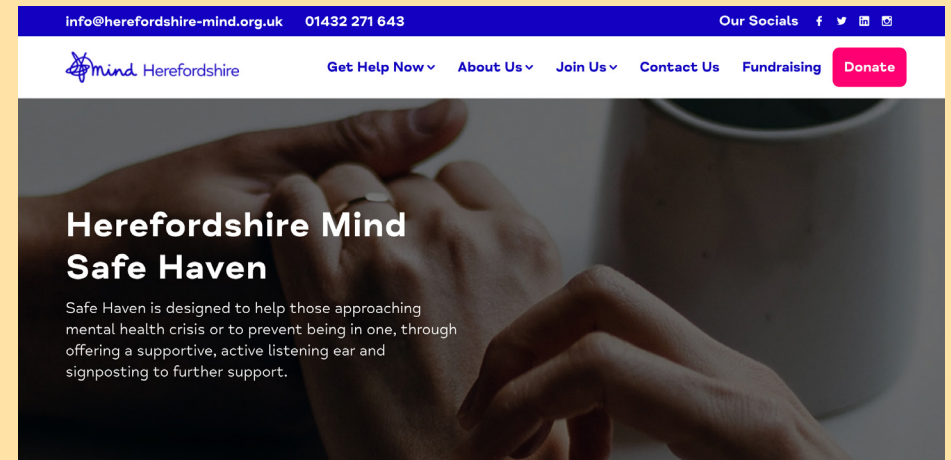 info@herefordshire-mind.org.uk 01432 271 643 Our Socials
mind Herefordshire Get Help Now About Us Join Us Contact Us Fundraising Donate
Herefordshire Mind
Safe Haven
Safe Haven is designed to help those approaching
mental health crisis or to prevent being in one, through
offering a supportive, active listening ear and
signposting to further support.